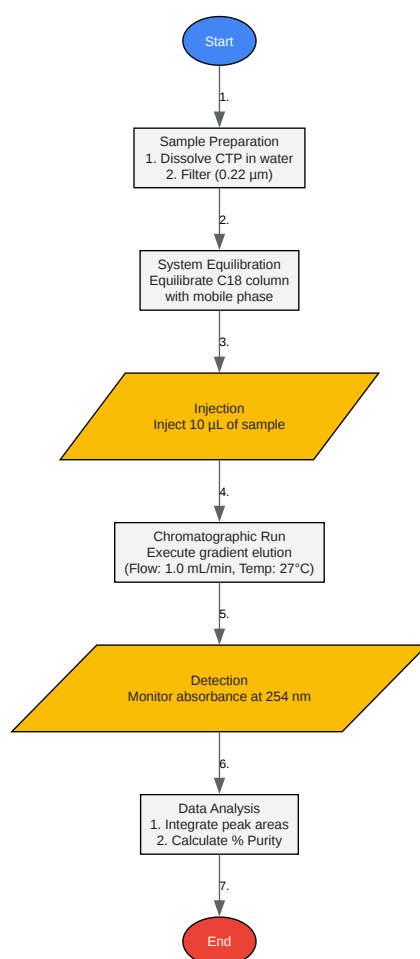 Start
1.
Sample Preparation
1. Dissolve CTP in water
2. Filter (0.22 µm)
2.
System Equilibration
Equilibrate C18 column
with mobile phase
3.
Injection
Inject 10 µL of sample
4.
Chromatographic Run
Execute gradient elution
(Flow: 1.0 mL/min, Temp: 27°C)
5.
Detection
Monitor absorbance at 254 nm
6.
Data Analysis
1. Integrate peak areas
2. Calculate % Purity
7.
End